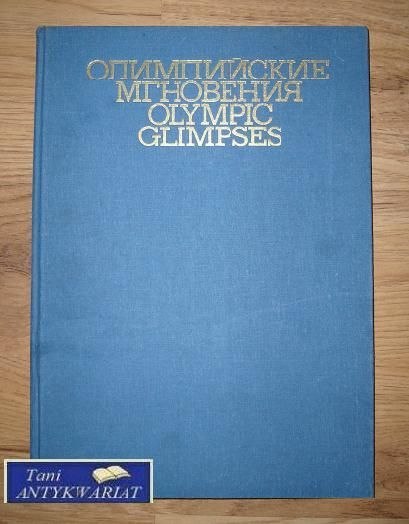 ОЛИМПИЙСКИЕ
МГНОВЕНИЯ
OLYMPIC
GLIMPSES
Tani
ANTYKWARIAT